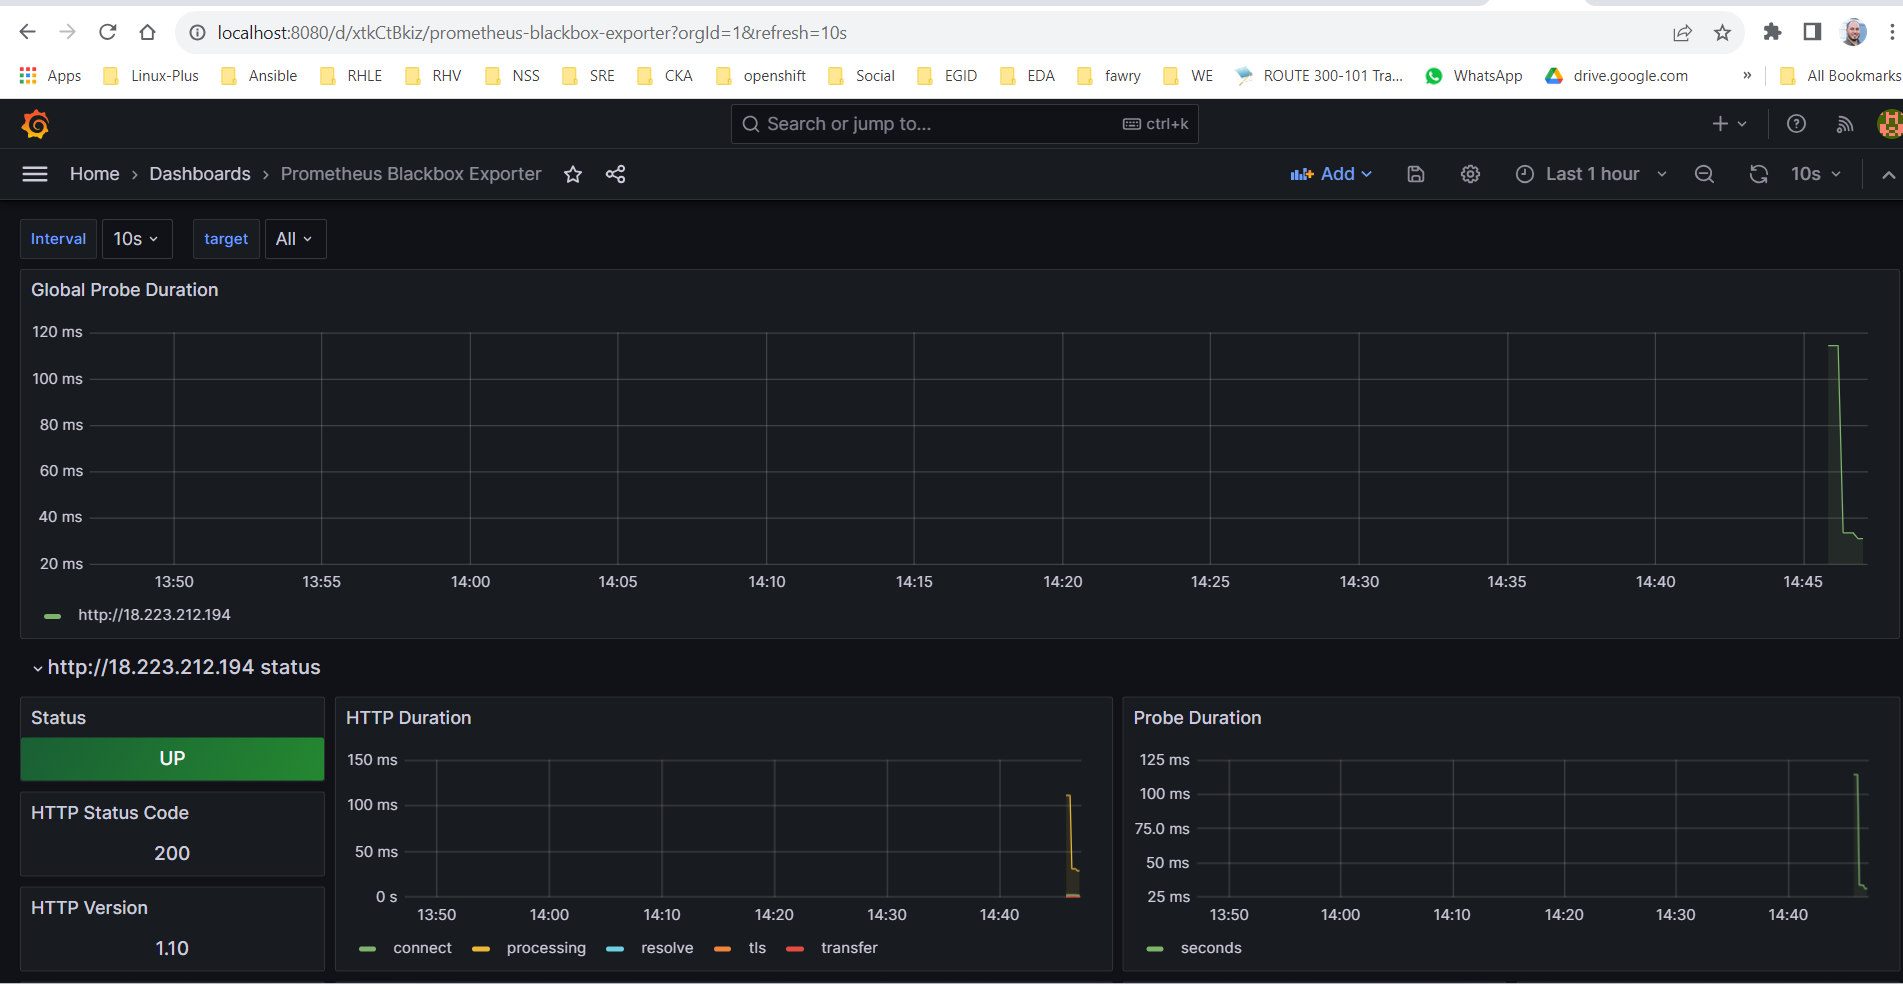 localhost:8080/d/xtkCtBkiz/prometheus-blackbox-exporter?orgId=1&refresh=10s
Apps Linux-Plus Ansible RHLE RHV NSS SRE CKA openshift Social EGID EDA fawry WE ROUTE 300-101 Tra... WhatsApp drive.google.com » All Bookmarks
Search or jump to... ctrl+k
Home › Dashboards › Prometheus Blackbox Exporter Add Last 1 hour 10s
Interval 10s target All
Global Probe Duration
120 ms
100 ms
80 ms
60 ms
40 ms
20 ms
13:50 13:55 14:00 14:05 14:10 14:15 14:20 14:25 14:30 14:35 14:40 14:45
http://18.223.212.194
http://18.223.212.194 status
Status
UP
HTTP Status Code
200
HTTP Version
1.10
HTTP Duration
150 ms
100 ms
50 ms
0 s
13:50 14:00 14:10 14:20 14:30 14:40
connect processing resolve tls transfer
Probe Duration
125 ms
100 ms
75.0 ms
50 ms
25 ms
13:50 14:00 14:10 14:20 14:30 14:40
seconds